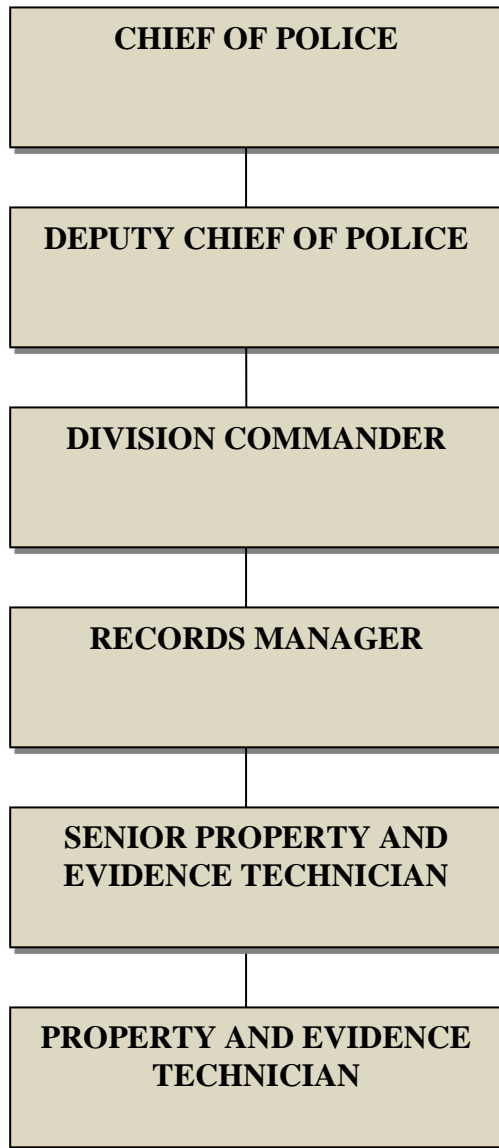 CHIEF OF POLICE
DEPUTY CHIEF OF POLICE
DIVISION COMMANDER
RECORDS MANAGER
SENIOR PROPERTY AND
EVIDENCE TECHNICIAN
PROPERTY AND EVIDENCE
TECHNICIAN